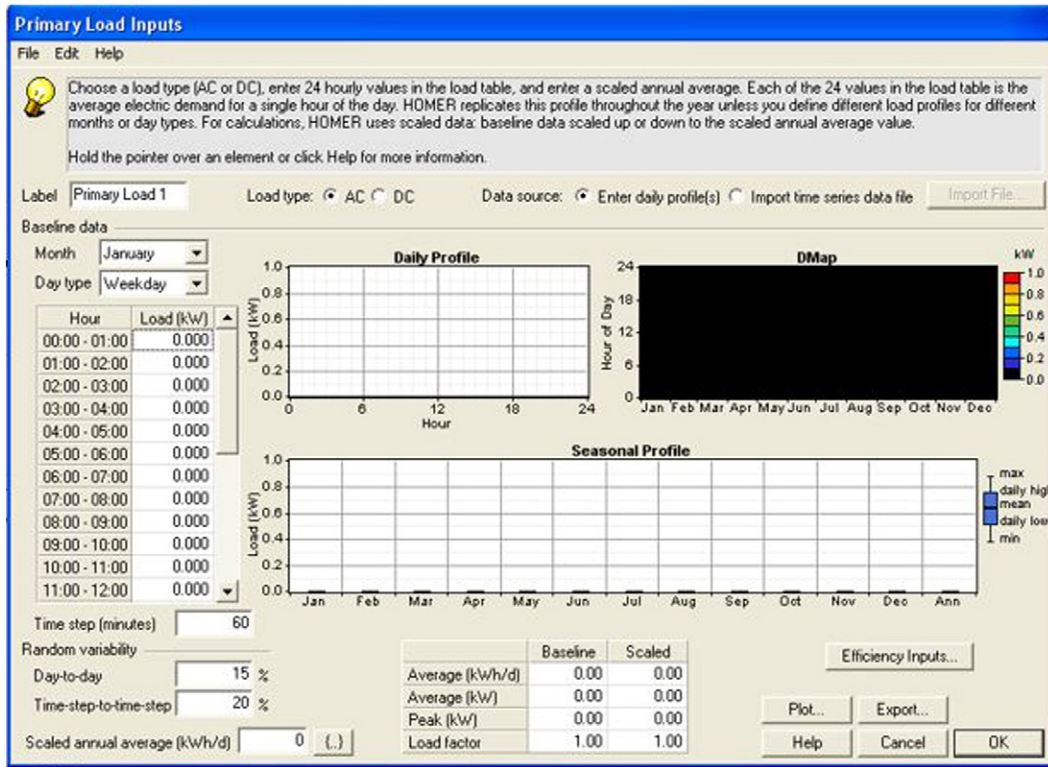 Primary Load Inputs
File Edit Help
Choose a load type (AC or DC), enter 24 hourly values in the load table, and enter a scaled annual average. Each of the 24 values in the load table is the
average electric demand for a single hour of the day. HOMER replicates this profile throughout the year unless you define different load profiles for different
months or day types. For calculations, HOMER uses scaled data: baseline data scaled up or down to the scaled annual average value.
Hold the pointer over an element or click Help for more information.
Label Primary Load 1 Load type: AC DC Data source: Enter daily profile(s) Import time series data file Import File...
Baseline data
Month January
Day type Weekday
Hour Load (kW)
00:00 - 01:00 0.000
01:00 - 02:00 0.000
02:00 - 03:00 0.000
03:00 - 04:00 0.000
04:00 - 05:00 0.000
05:00 - 06:00 0.000
06:00 - 07:00 0.000
07:00 - 08:00 0.000
08:00 - 09:00 0.000
09:00 - 10:00 0.000
10:00 - 11:00 0.000
11:00 - 12:00 0.000
Time step (minutes) 60
Random variability
Day-to-day 15 %
Time-step-to-time-step 20 %
Scaled annual average (kWh/d) 0 {..}
Daily Profile
Load (kW)
1.0
0.8
0.6
0.4
0.2
0.0
0 6 12 18 24
Hour
DMap
Hour of Day
24
18
12
6
0
Jan Feb Mar Apr May Jun Jul Aug Sep Oct Nov Dec
kW
1.0
0.8
0.6
0.4
0.2
0.0
Seasonal Profile
Load (kW)
1.0
0.8
0.6
0.4
0.2
0.0
Jan Feb Mar Apr May Jun Jul Aug Sep Oct Nov Dec Ann
max
daily high
mean
daily low
min
Baseline Scaled
Average (kWh/d) 0.00 0.00
Average (kW) 0.00 0.00
Peak (kW) 0.00 0.00
Load factor 1.00 1.00
Efficiency Inputs...
Plot... Export...
Help Cancel OK